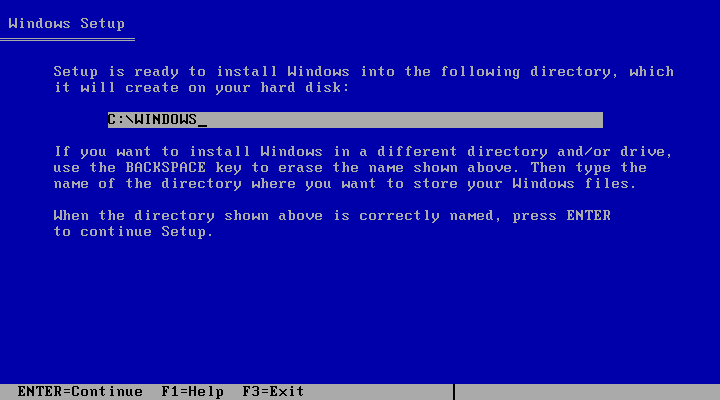 Windows Setup
Setup is ready to install Windows into the following directory, which
it will create on your hard disk:
C:\WINDOWS_
If you want to install Windows in a different directory and/or drive,
use the BACKSPACE key to erase the name shown above. Then type the
name of the directory where you want to store your Windows files.
When the directory shown above is correctly named, press ENTER
to continue Setup.
ENTER=Continue  F1=Help  F3=Exit